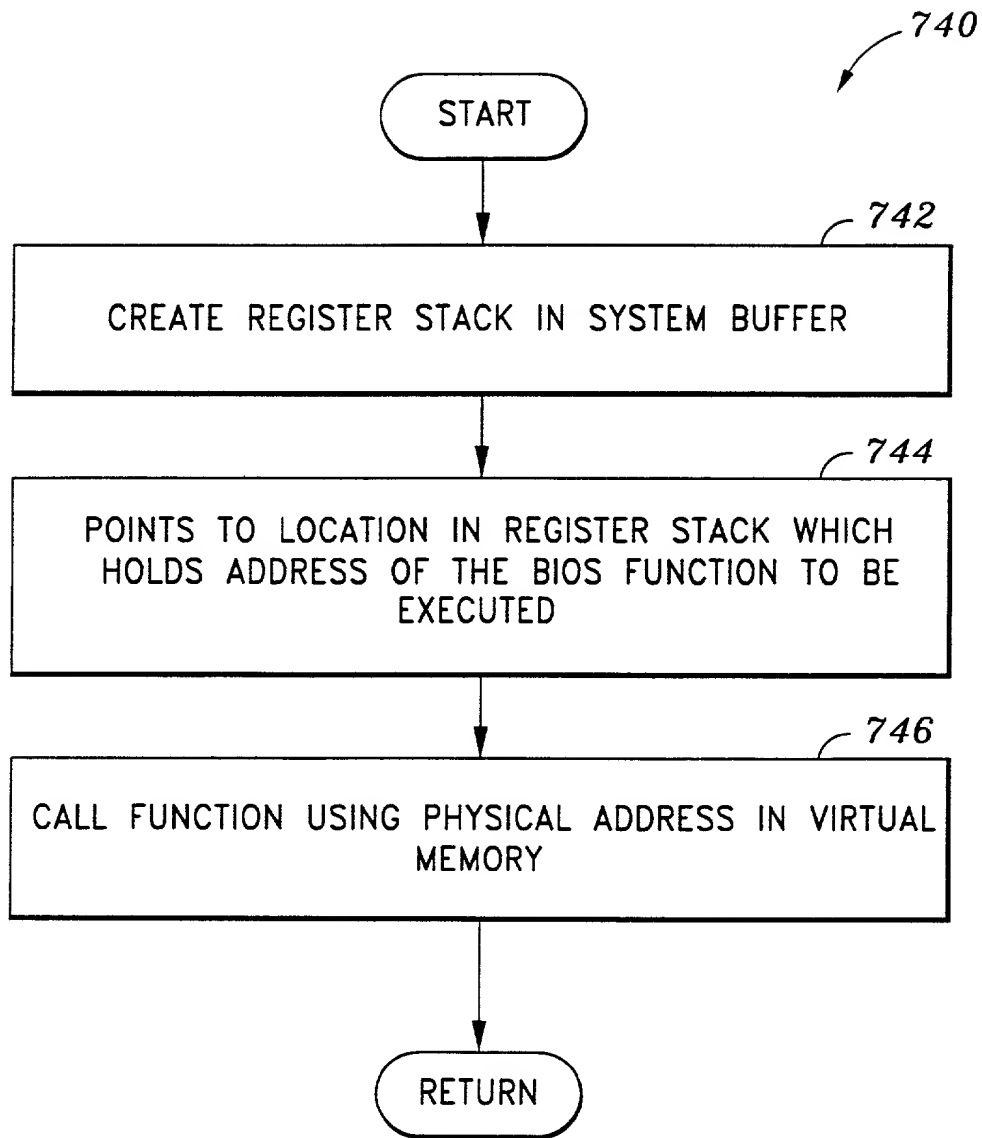 740
START
742
CREATE REGISTER STACK IN SYSTEM BUFFER
744
POINTS TO LOCATION IN REGISTER STACK WHICH
HOLDS ADDRESS OF THE BIOS FUNCTION TO BE
EXECUTED
746
CALL FUNCTION USING PHYSICAL ADDRESS IN VIRTUAL
MEMORY
RETURN